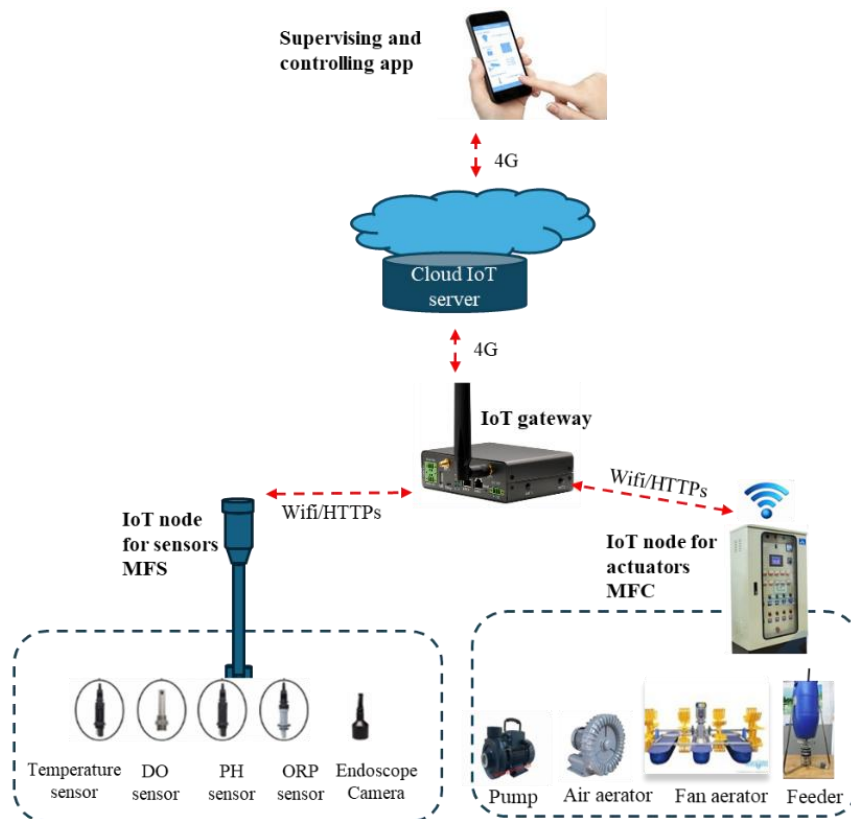 Supervising and
controlling app
4G
Cloud IoT
server
4G
IoT gateway
Wifi/HTTPs
Wifi/HTTPs
IoT node
for sensors
MFS
IoT node for
actuators
MFC
Temperature
sensor
DO
sensor
PH
sensor
ORP
sensor
Endoscope
Camera
Pump
Air aerator
Fan aerator
Feeder